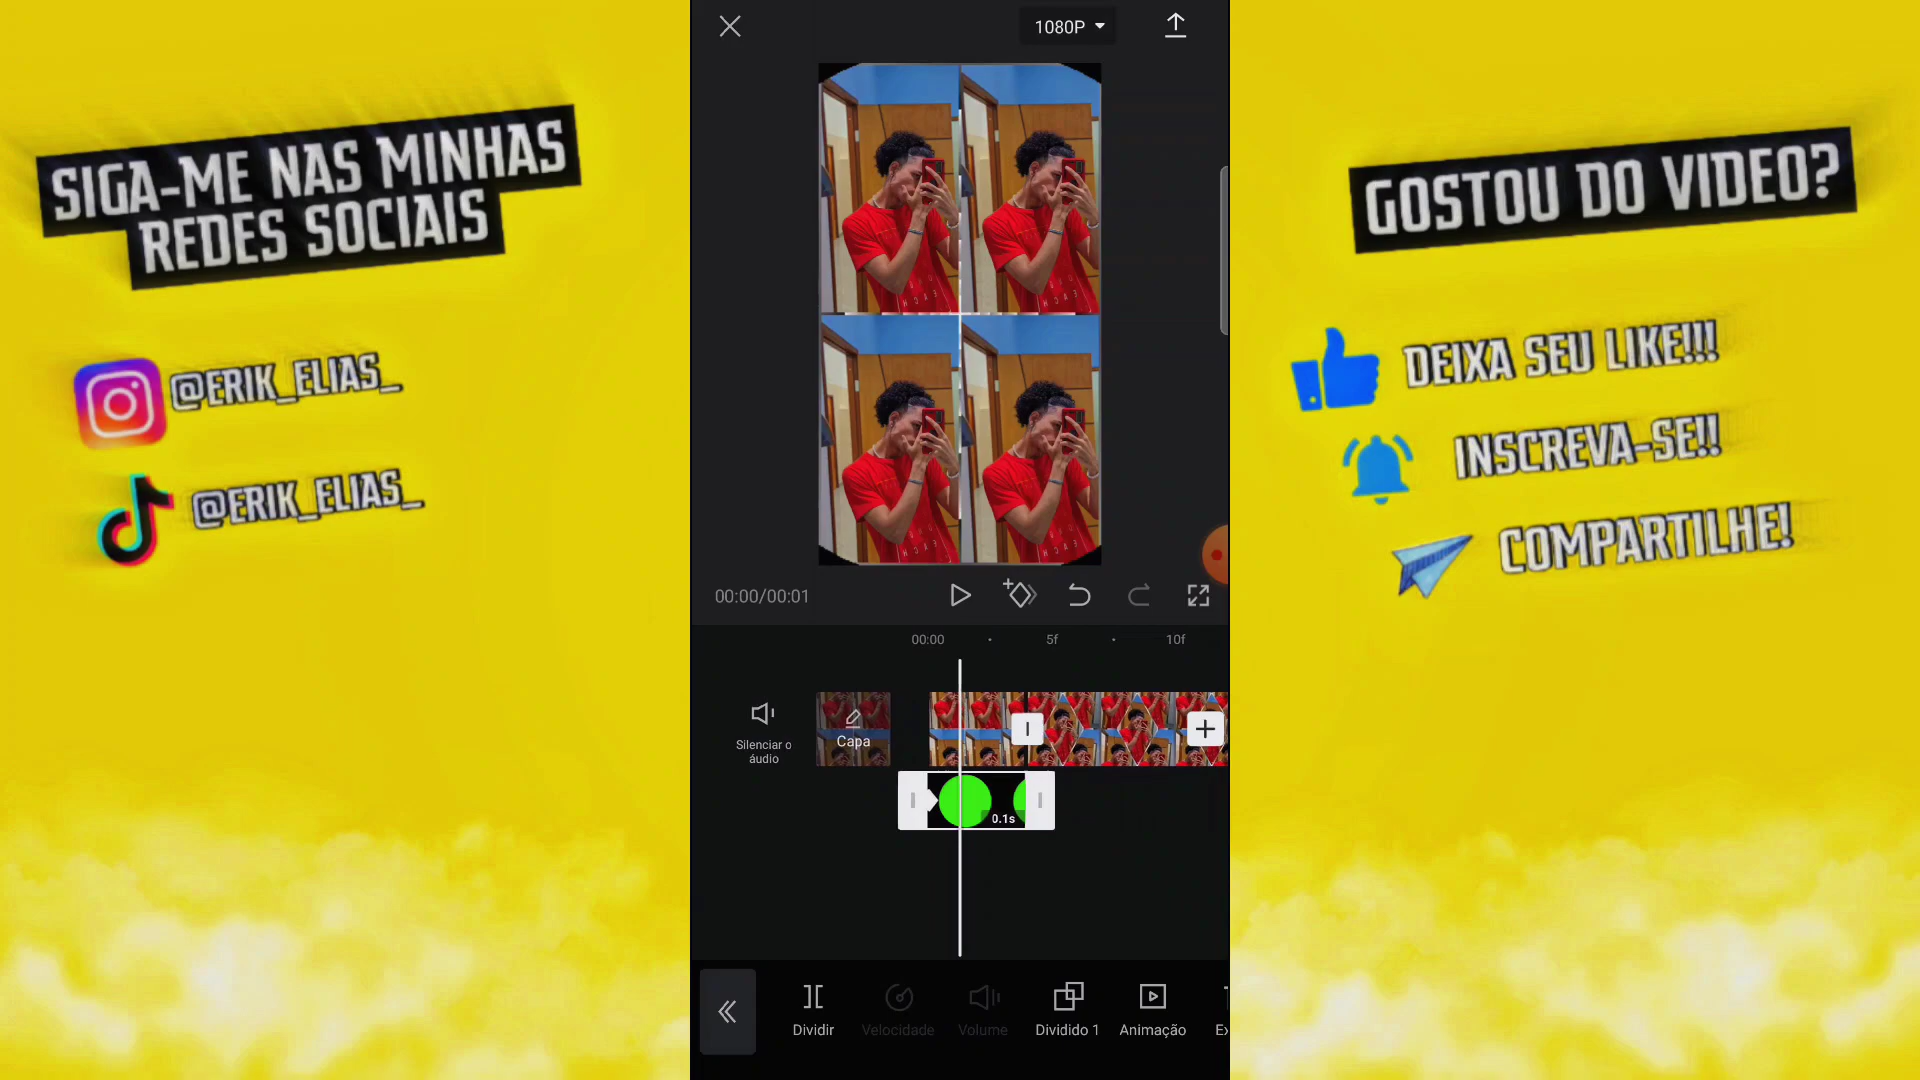 SIGA-ME NAS MINHAS
REDES SOCIAIS
@ERIK_ELIAS_
@ERIK_ELIAS_
1080P
00:00/00:01
00:00
5f
10f
Silenciar o
áudio
Capa
0.1s
Dividir
Velocidade
Volume
Dividido 1
Animação
Ex
GOSTOU DO VIDEO?
DEIXA SEU LIKE!!!
INSCREVA-SE!!
COMPARTILHE!